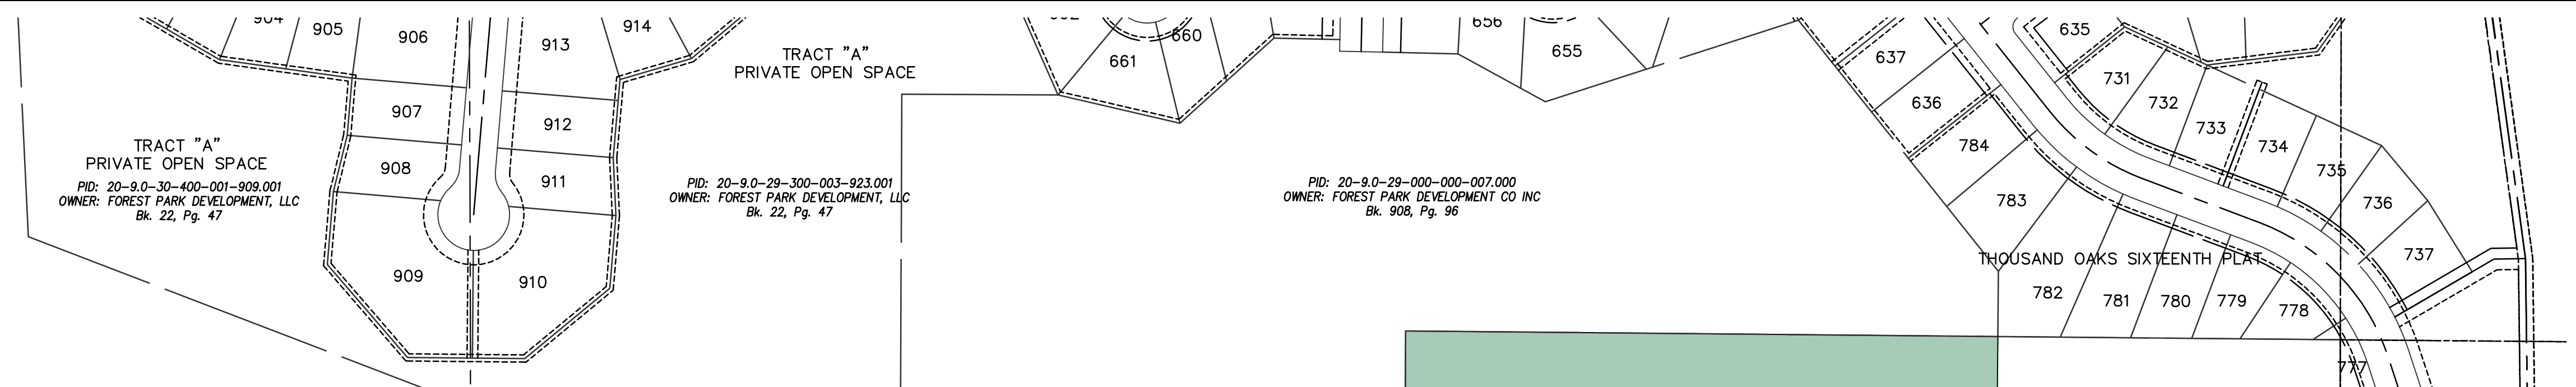 904
905
906
913
914
TRACT "A"
PRIVATE OPEN SPACE
660
661
656
655
637
635
636
731
732
733
734
735
736
737
907
912
908
911
TRACT "A"
PRIVATE OPEN SPACE
PID: 20-9.0-30-400-001-909.001
OWNER: FOREST PARK DEVELOPMENT, LLC
Bk. 22, Pg. 47
PID: 20-9.0-29-300-003-923.001
OWNER: FOREST PARK DEVELOPMENT, LLC
Bk. 22, Pg. 47
PID: 20-9.0-29-000-000-007.000
OWNER: FOREST PARK DEVELOPMENT CO INC
Bk. 908, Pg. 96
784
783
THOUSAND OAKS SIXTEENTH PLAT
909
910
782
781
780
779
778
777